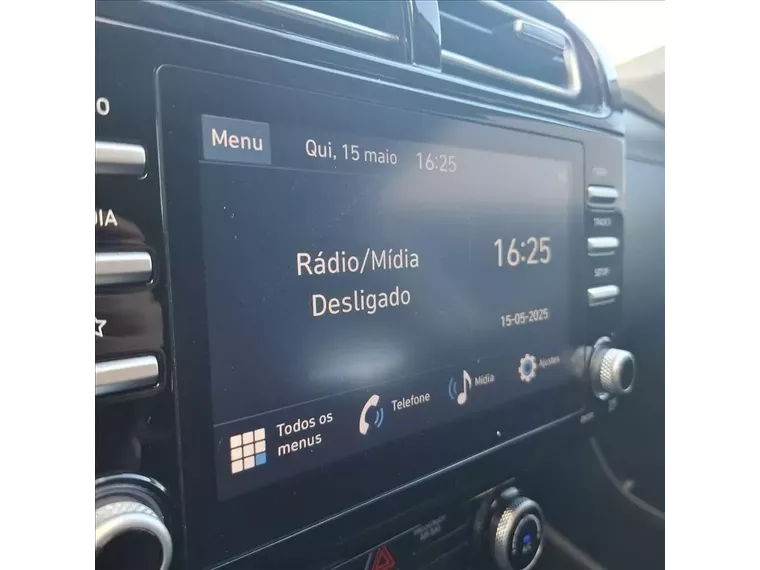 Menu
Qui, 15 maio 16:25
Rádio/Mídia
Desligado
16:25
15-05-2025
Todos os
menus
Telefone
Mídia
Ajustes
SETUP